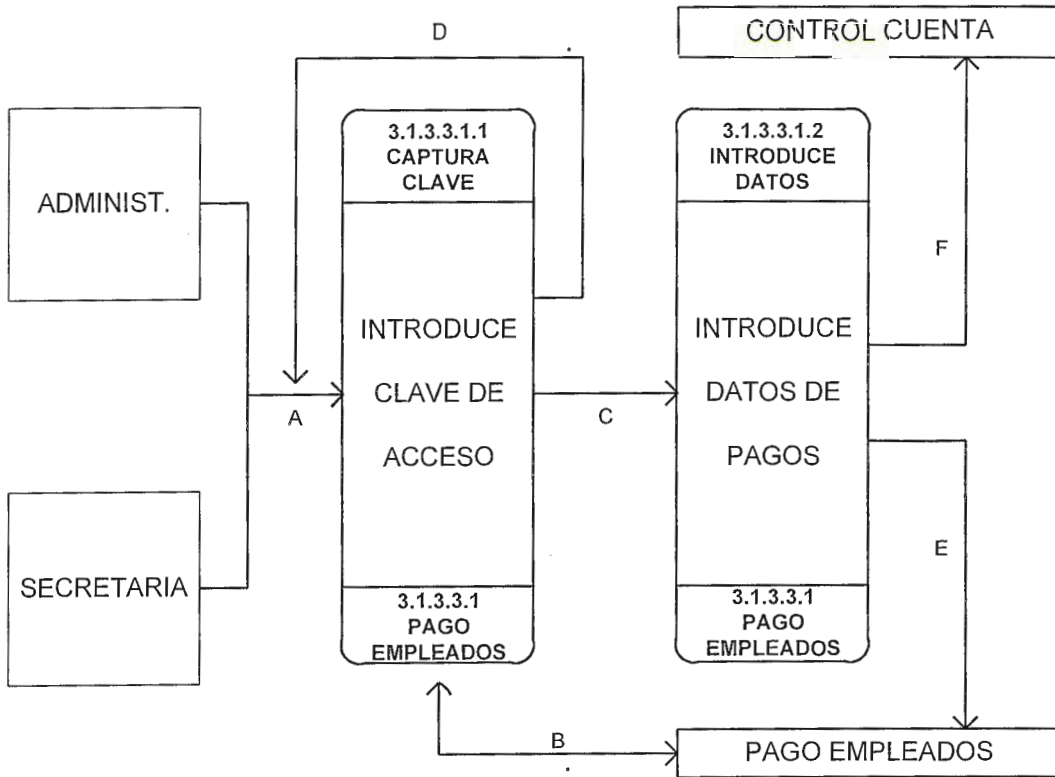 D
CONTROL CUENTA
3.1.3.3.1.1
CAPTURA
CLAVE
3.1.3.3.1.2
INTRODUCE
DATOS
ADMINIST.
F
INTRODUCE
CLAVE DE
ACCESO
INTRODUCE
DATOS DE
PAGOS
A
C
E
SECRETARIA
3.1.3.3.1
PAGO
EMPLEADOS
3.1.3.3.1
PAGO
EMPLEADOS
B
PAGO EMPLEADOS